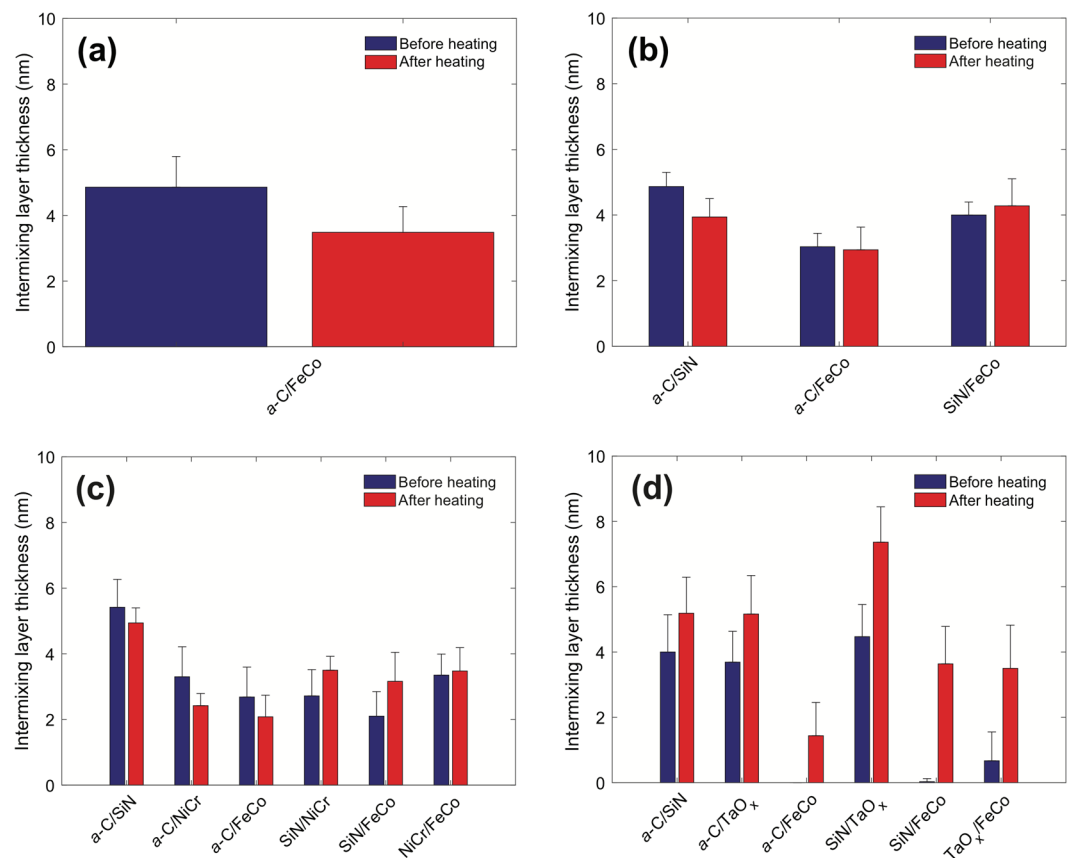 10
8
6
4
2
0
Intermixing layer thickness (nm)
(a)
Before heating
After heating
a-C/FeCo
10
8
6
4
2
0
Intermixing layer thickness (nm)
(b)
Before heating
After heating
a-C/SiN
a-C/FeCo
SiN/FeCo
10
8
6
4
2
0
Intermixing layer thickness (nm)
(c)
Before heating
After heating
a-C/SiN
a-C/NiCr
a-C/FeCo
SiN/NiCr
SiN/FeCo
NiCr/FeCo
10
8
6
4
2
0
Intermixing layer thickness (nm)
(d)
Before heating
After heating
a-C/SiN
a-C/TaOx
a-C/FeCo
SiN/TaOx
SiN/FeCo
TaOx/FeCo